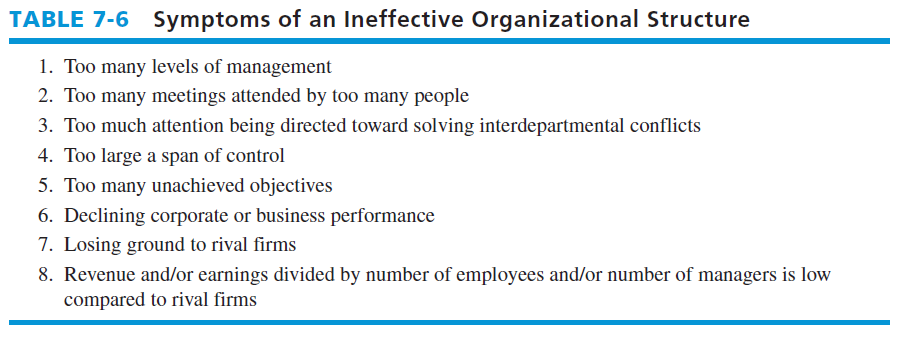 TABLE 7-6 Symptoms of an Ineffective Organizational Structure
1. Too many levels of management
2. Too many meetings attended by too many people
3. Too much attention being directed toward solving interdepartmental conflicts
4. Too large a span of control
5. Too many unachieved objectives
6. Declining corporate or business performance
7. Losing ground to rival firms
8. Revenue and/or earnings divided by number of employees and/or number of managers is low
compared to rival firms